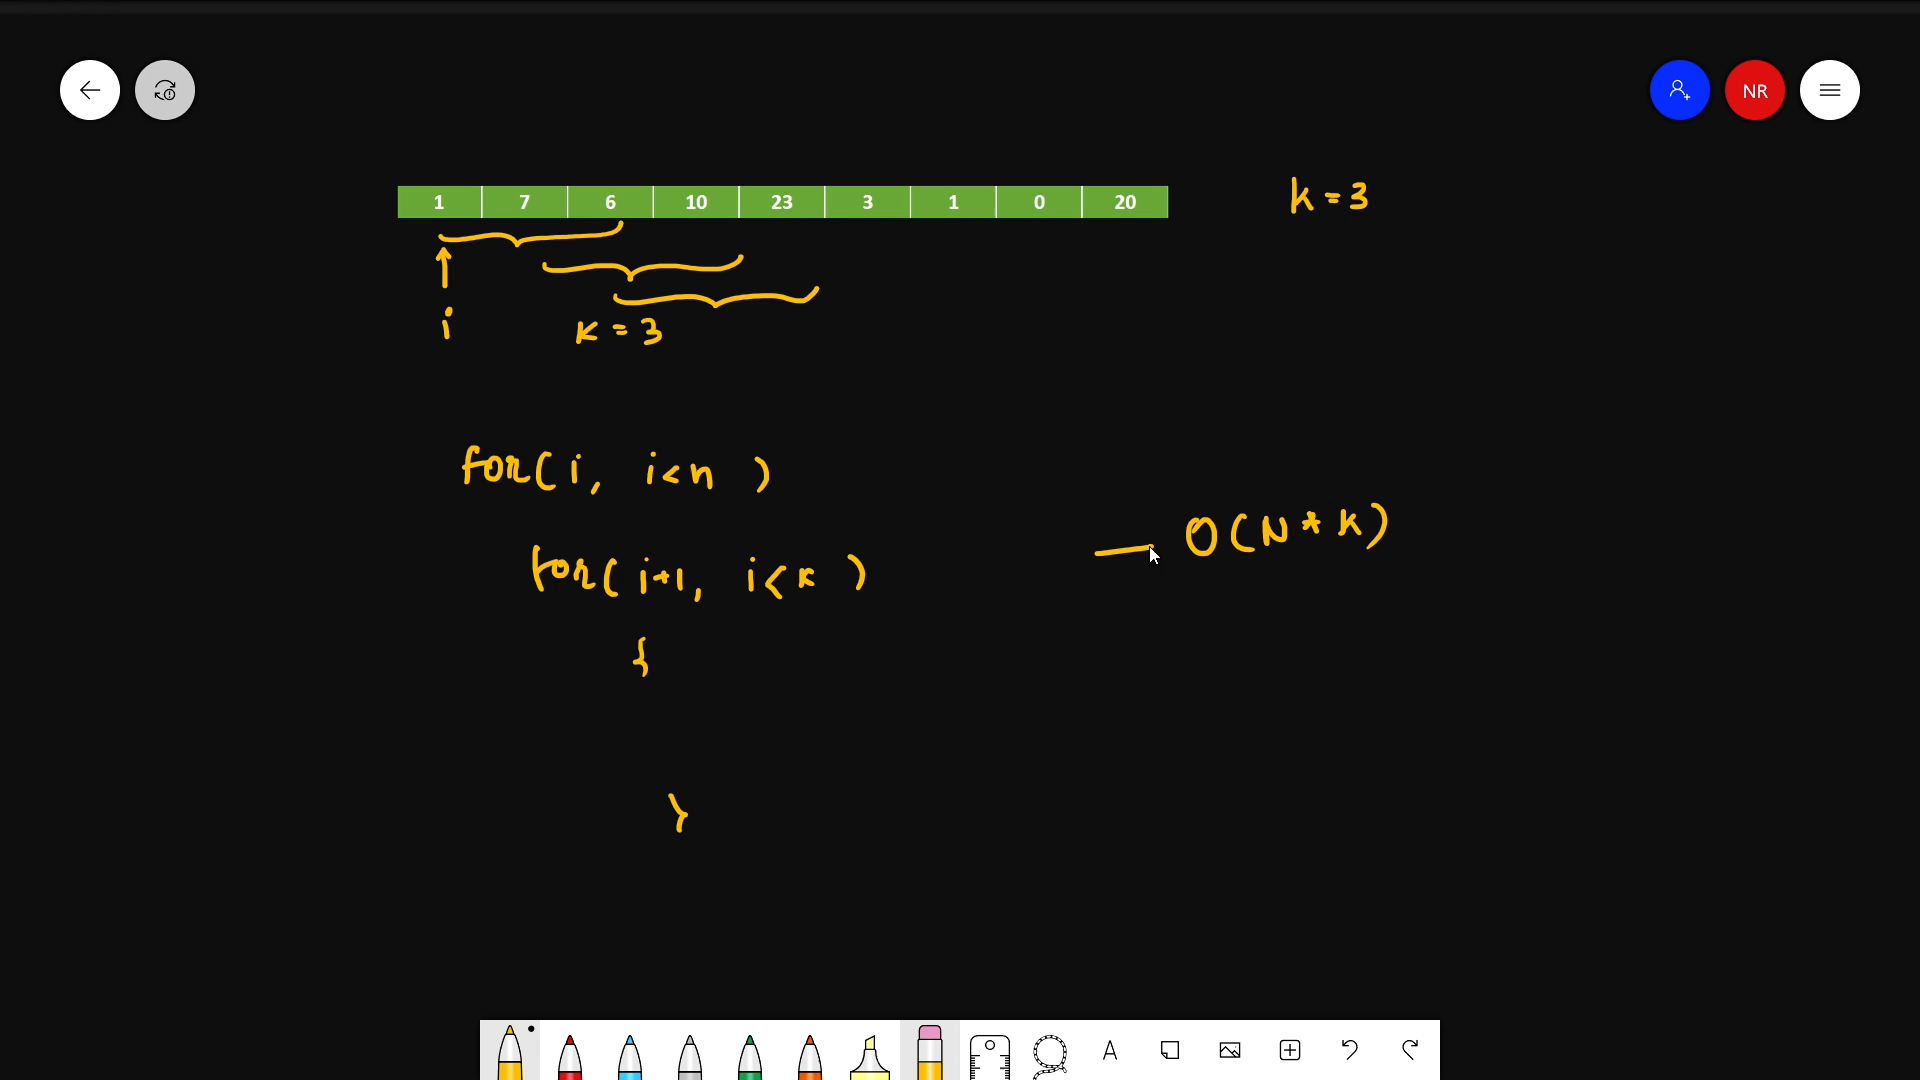 NR
1 7 6 10 23 3 1 0 20
k = 3
i
K = 3
for( i, i<n )
for( i+1, i<k )
O(N * K)
{
}
A